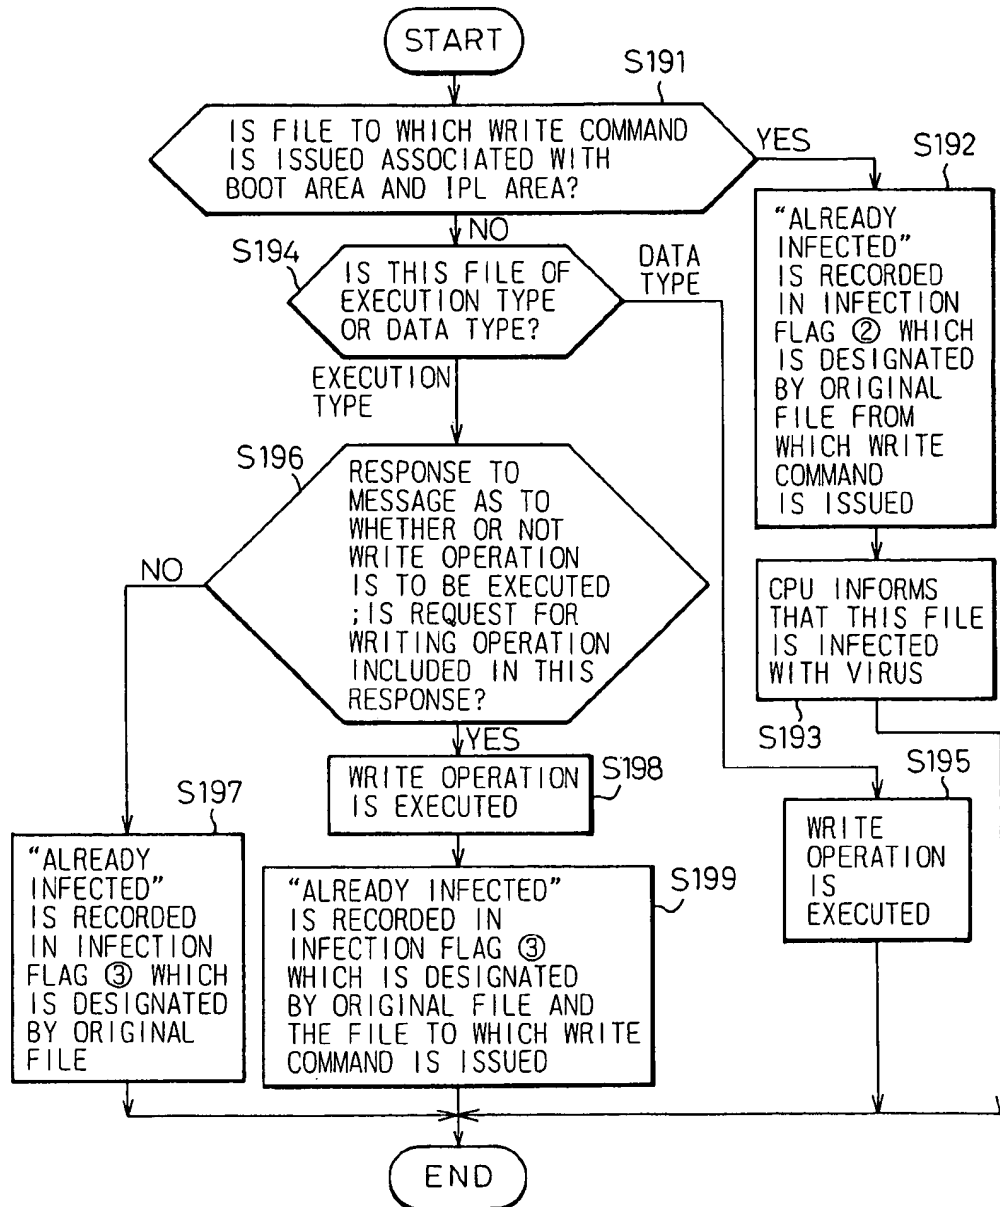 START
S191
IS FILE TO WHICH WRITE COMMAND
IS ISSUED ASSOCIATED WITH
BOOT AREA AND IPL AREA?
YES
S192
"ALREADY
INFECTED"
IS RECORDED
IN INFECTION
FLAG ② WHICH
IS DESIGNATED
BY ORIGINAL
FILE FROM
WHICH WRITE
COMMAND
IS ISSUED
NO
S194
IS THIS FILE OF
EXECUTION TYPE
OR DATA TYPE?
DATA
TYPE
EXECUTION
TYPE
S196
RESPONSE TO
MESSAGE AS TO
WHETHER OR NOT
WRITE OPERATION
IS TO BE EXECUTED
;IS REQUEST FOR
WRITING OPERATION
INCLUDED IN THIS
RESPONSE?
NO
CPU INFORMS
THAT THIS FILE
IS INFECTED
WITH VIRUS
S193
YES
WRITE OPERATION
IS EXECUTED
S198
S195
WRITE
OPERATION
IS
EXECUTED
S197
"ALREADY
INFECTED"
IS RECORDED
IN INFECTION
FLAG ③ WHICH
IS DESIGNATED
BY ORIGINAL
FILE
"ALREADY INFECTED"
IS RECORDED IN
INFECTION FLAG ③
WHICH IS DESIGNATED
BY ORIGINAL FILE AND
THE FILE TO WHICH WRITE
COMMAND IS ISSUED
S199
END